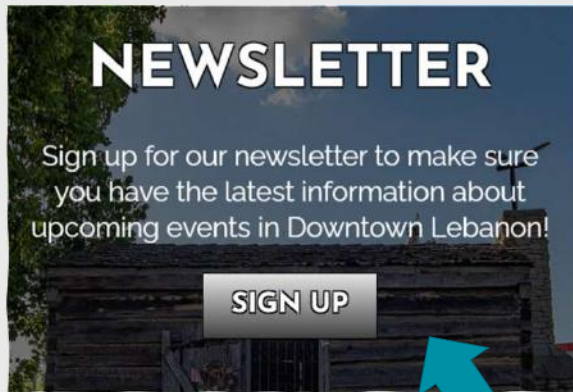 NEWSLETTER
Sign up for our newsletter to make sure
you have the latest information about
upcoming events in Downtown Lebanon!
SIGN UP